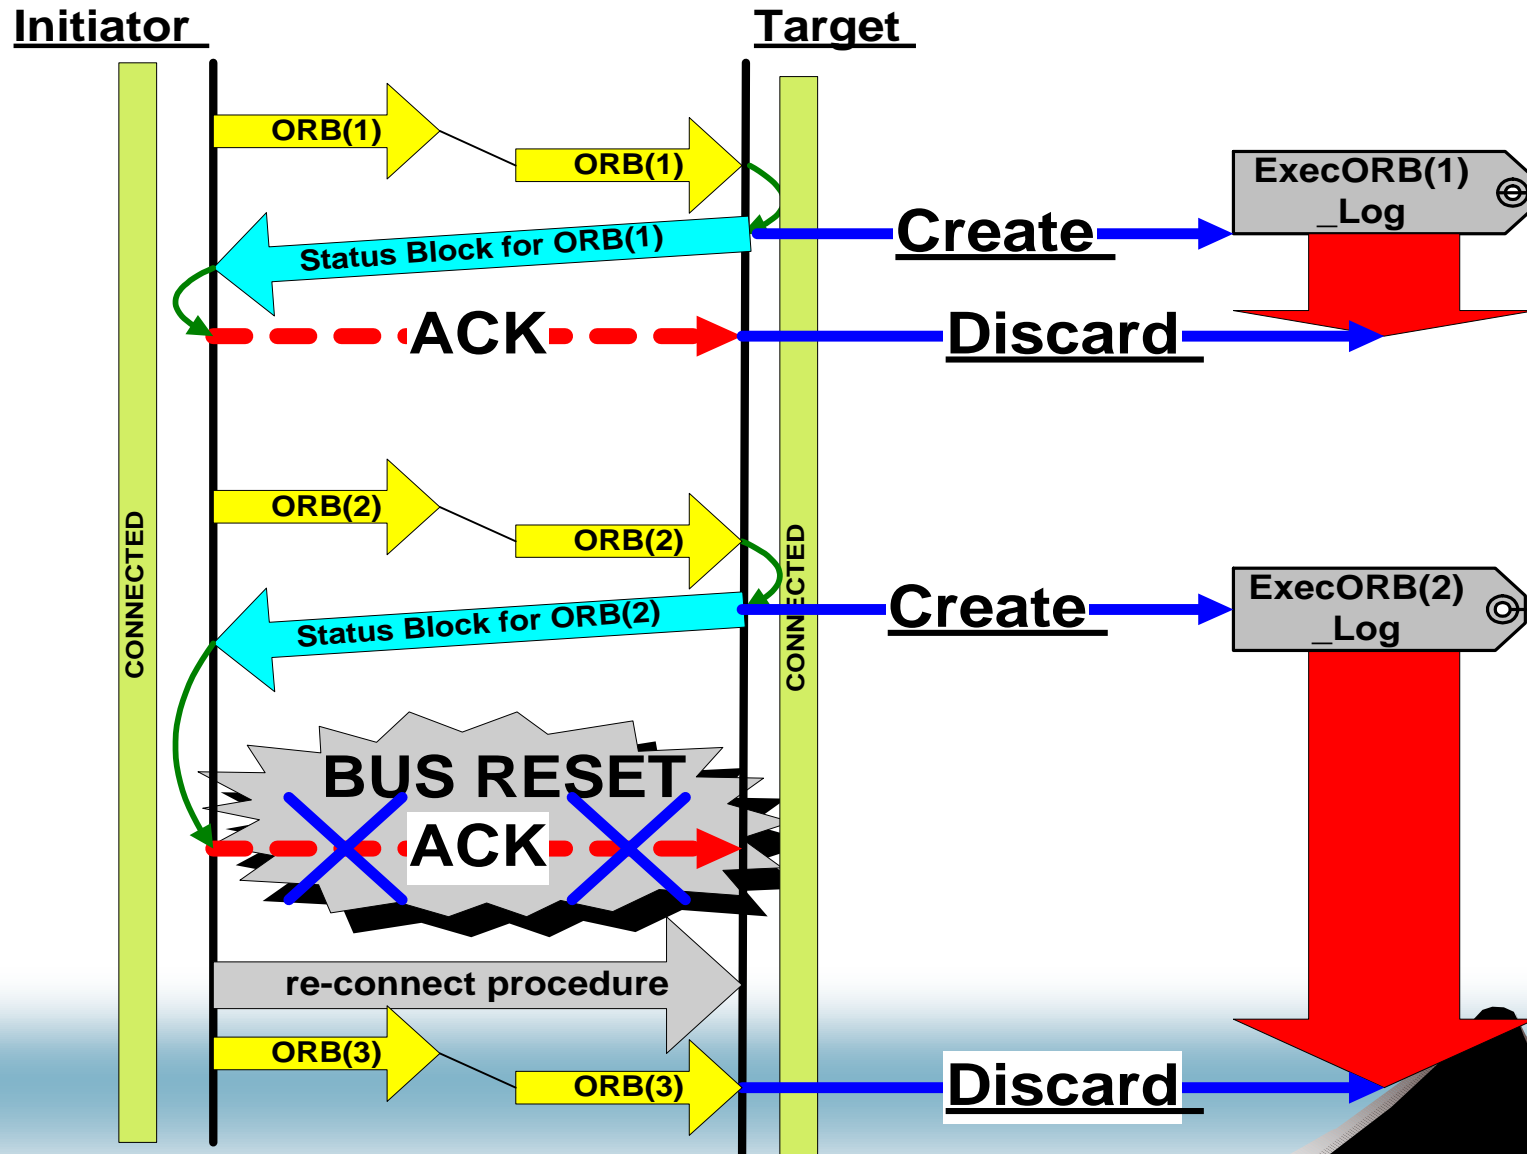 Initiator
Target
ORB(1)
ORB(1)
ExecORB(1)
_Log
Status Block for ORB(1)
Create
ACK
Discard
CONNECTED
CONNECTED
ORB(2)
ORB(2)
ExecORB(2)
_Log
Status Block for ORB(2)
Create
BUS RESET
ACK
re-connect procedure
ORB(3)
ORB(3)
Discard